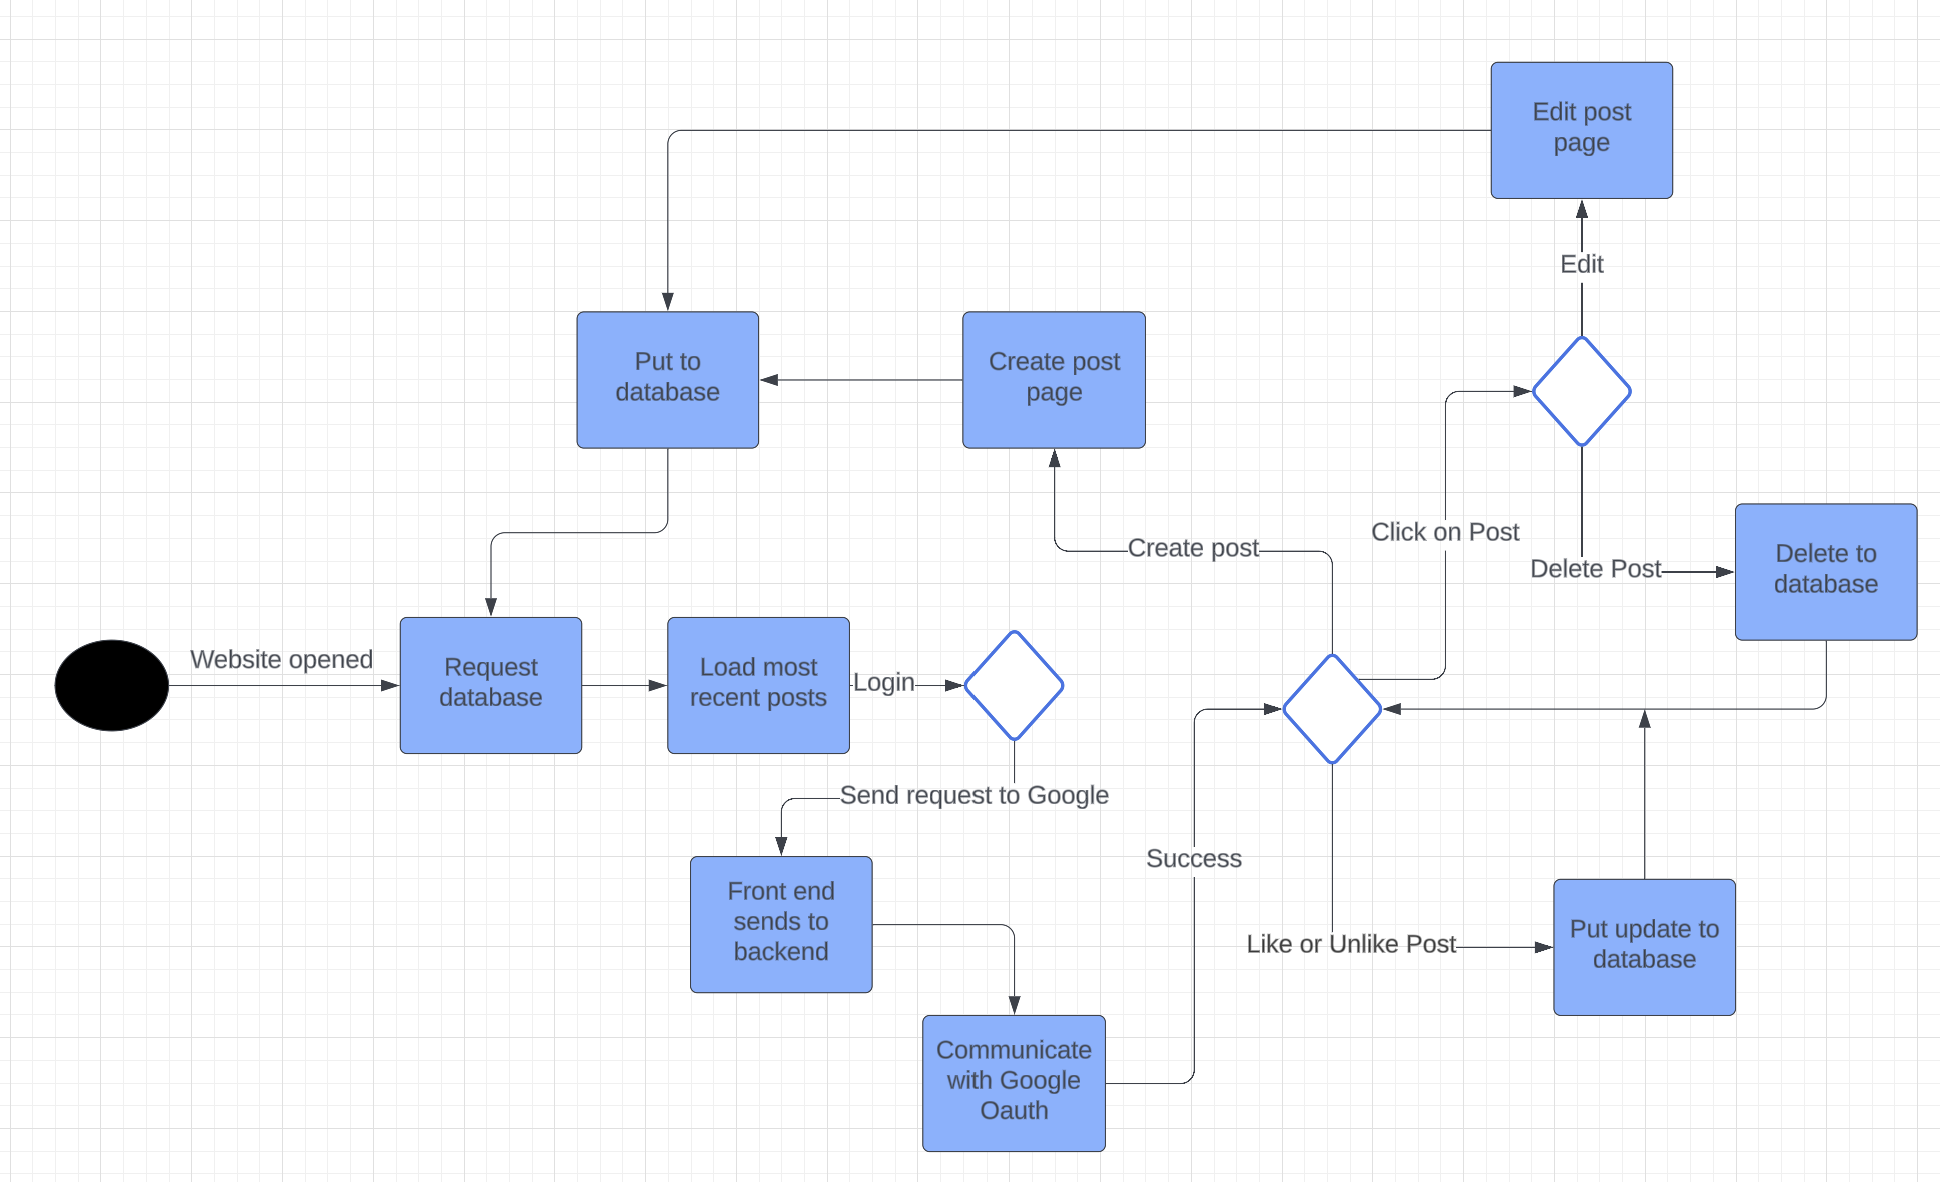 Edit post
page
Edit
Put to
database
Create post
page
Click on Post
Create post
Delete Post
Delete to
database
Website opened
Request
database
Load most
recent posts
Login
Send request to Google
Success
Front end
sends to
backend
Like or Unlike Post
Put update to
database
Communicate
with Google
Oauth